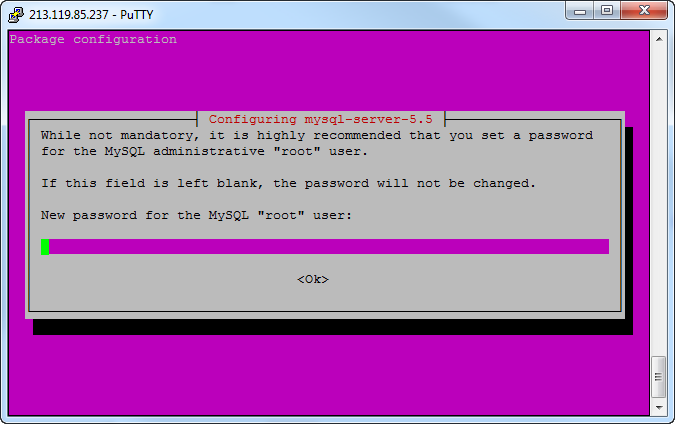 213.119.85.237 - PuTTY
Package configuration
Configuring mysql-server-5.5
While not mandatory, it is highly recommended that you set a password
for the MySQL administrative "root" user.
If this field is left blank, the password will not be changed.
New password for the MySQL "root" user:
<Ok>